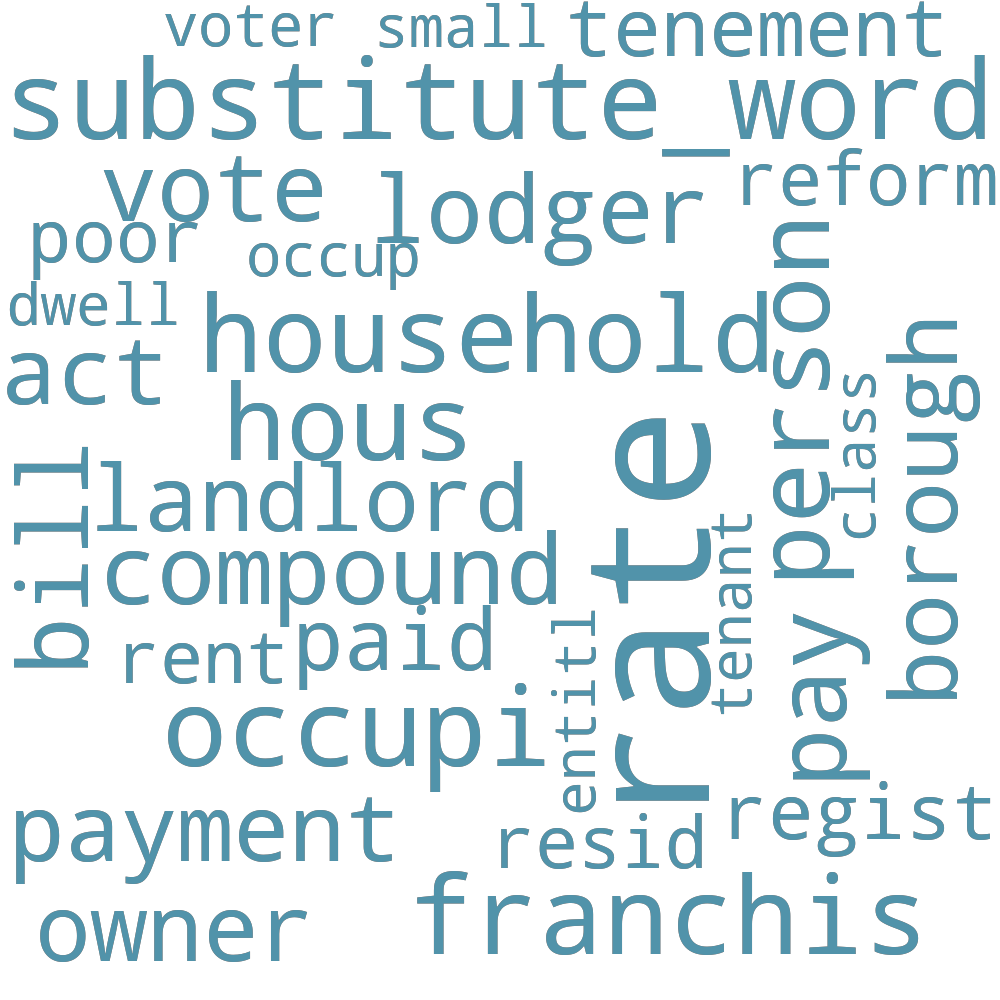 voter small tenement
substitute_word
vote lodger reform
poor occup
dwell household person
act hous class borough
bill landlord rate
compound tenant
rent paid entitl pay
occupi
payment resid regist
owner franchis